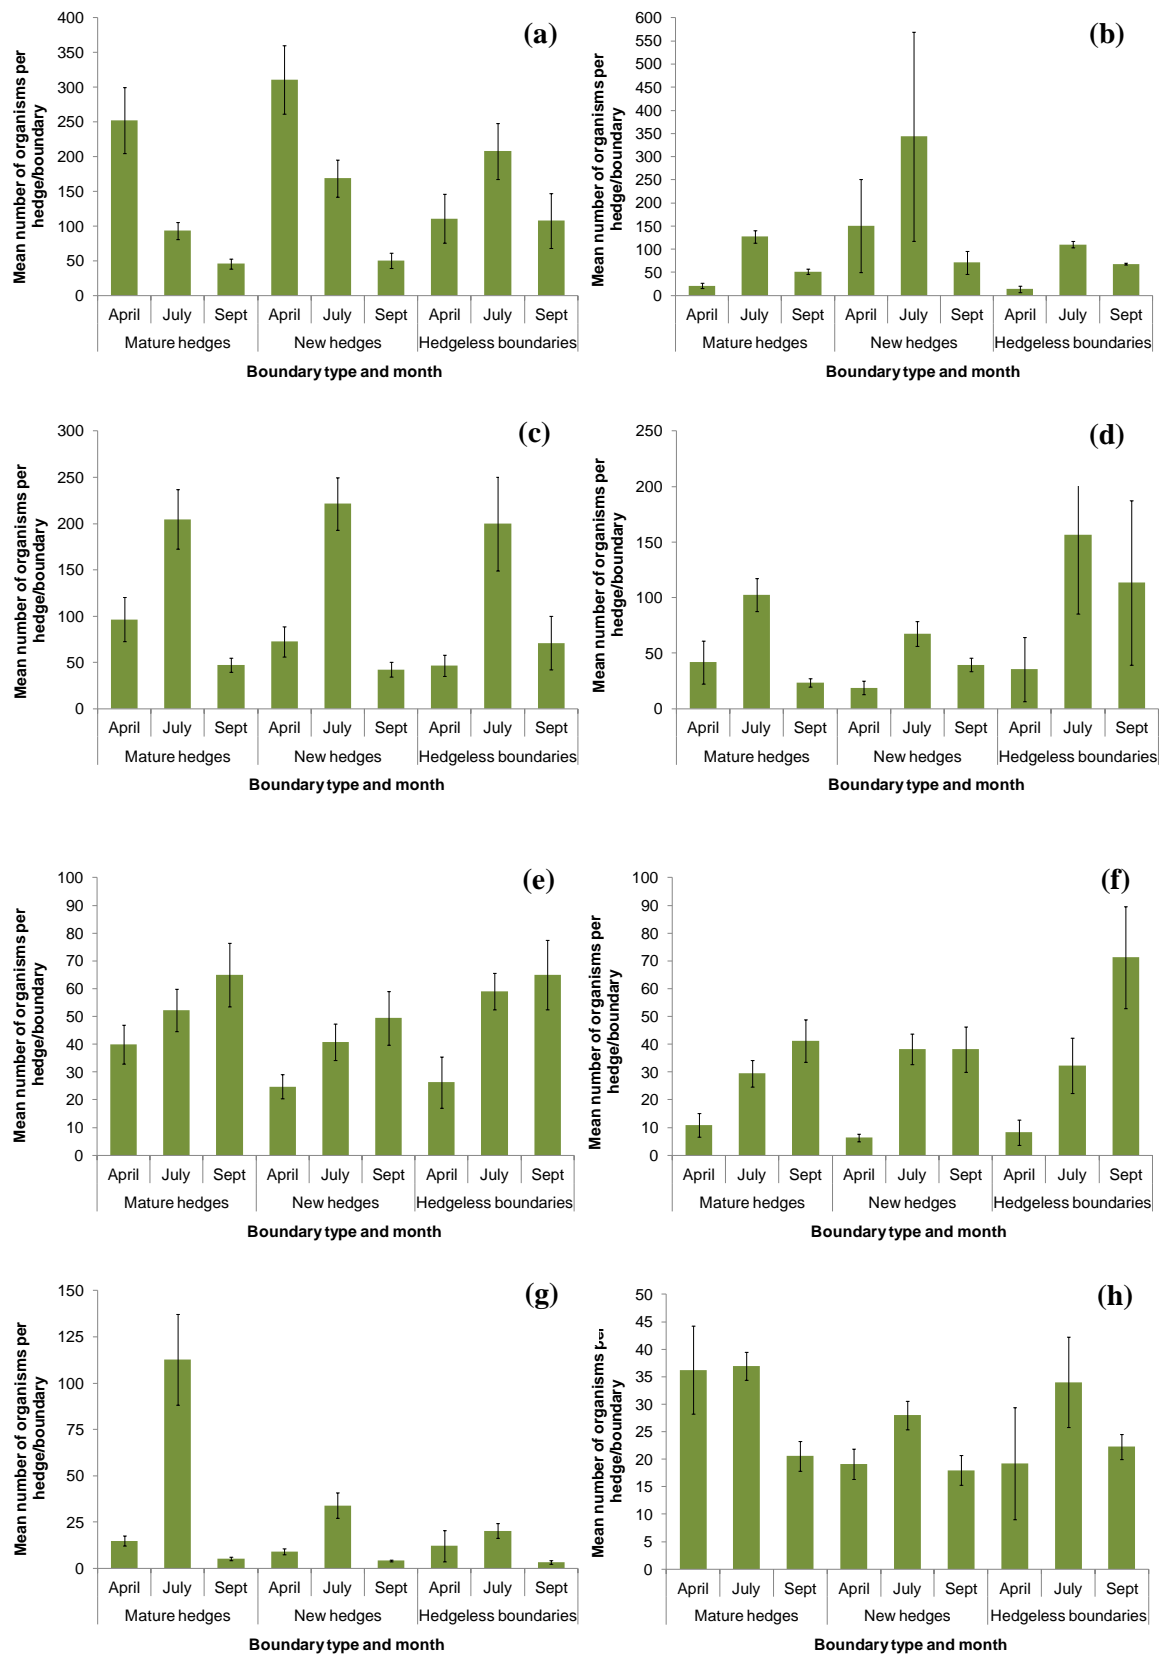 (a)
Mean number of organisms per
hedge/boundary
400
350
300
250
200
150
100
50
0
April July Sept April July Sept April July Sept
Mature hedges New hedges Hedgeless boundaries
Boundary type and month
(b)
Mean number of organisms per
hedge/boundary
600
550
500
450
400
350
300
250
200
150
100
50
0
April July Sept April July Sept April July Sept
Mature hedges New hedges Hedgeless boundaries
Boundary type and month
(c)
Mean number of organisms per
hedge/boundary
300
250
200
150
100
50
0
April July Sept April July Sept April July Sept
Mature hedges New hedges Hedgeless boundaries
Boundary type and month
(d)
Mean number of organisms per
hedge/boundary
250
200
150
100
50
0
April July Sept April July Sept April July Sept
Mature hedges New hedges Hedgeless boundaries
Boundary type and month
(e)
Mean number of organisms per
hedge/boundary
100
90
80
70
60
50
40
30
20
10
0
April July Sept April July Sept April July Sept
Mature hedges New hedges Hedgeless boundaries
Boundary type and month
(f)
Mean number of organisms per
hedge/boundary
100
90
80
70
60
50
40
30
20
10
0
April July Sept April July Sept April July Sept
Mature hedges New hedges Hedgeless boundaries
Boundary type and month
(g)
Mean number of organisms per
hedge/boundary
150
125
100
75
50
25
0
April July Sept April July Sept April July Sept
Mature hedges New hedges Hedgeless boundaries
Boundary type and month
(h)
Mean number of organisms per
hedge/boundary
50
45
40
35
30
25
20
15
10
5
0
April July Sept April July Sept April July Sept
Mature hedges New hedges Hedgeless boundaries
Boundary type and month